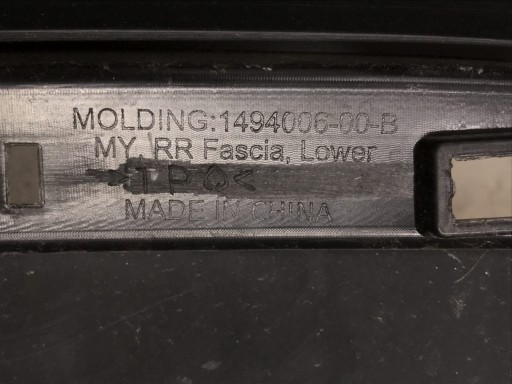 MOLDING:1494006-00-B
MY RR Fascia, Lower
>TPO<
MADE IN CHINA